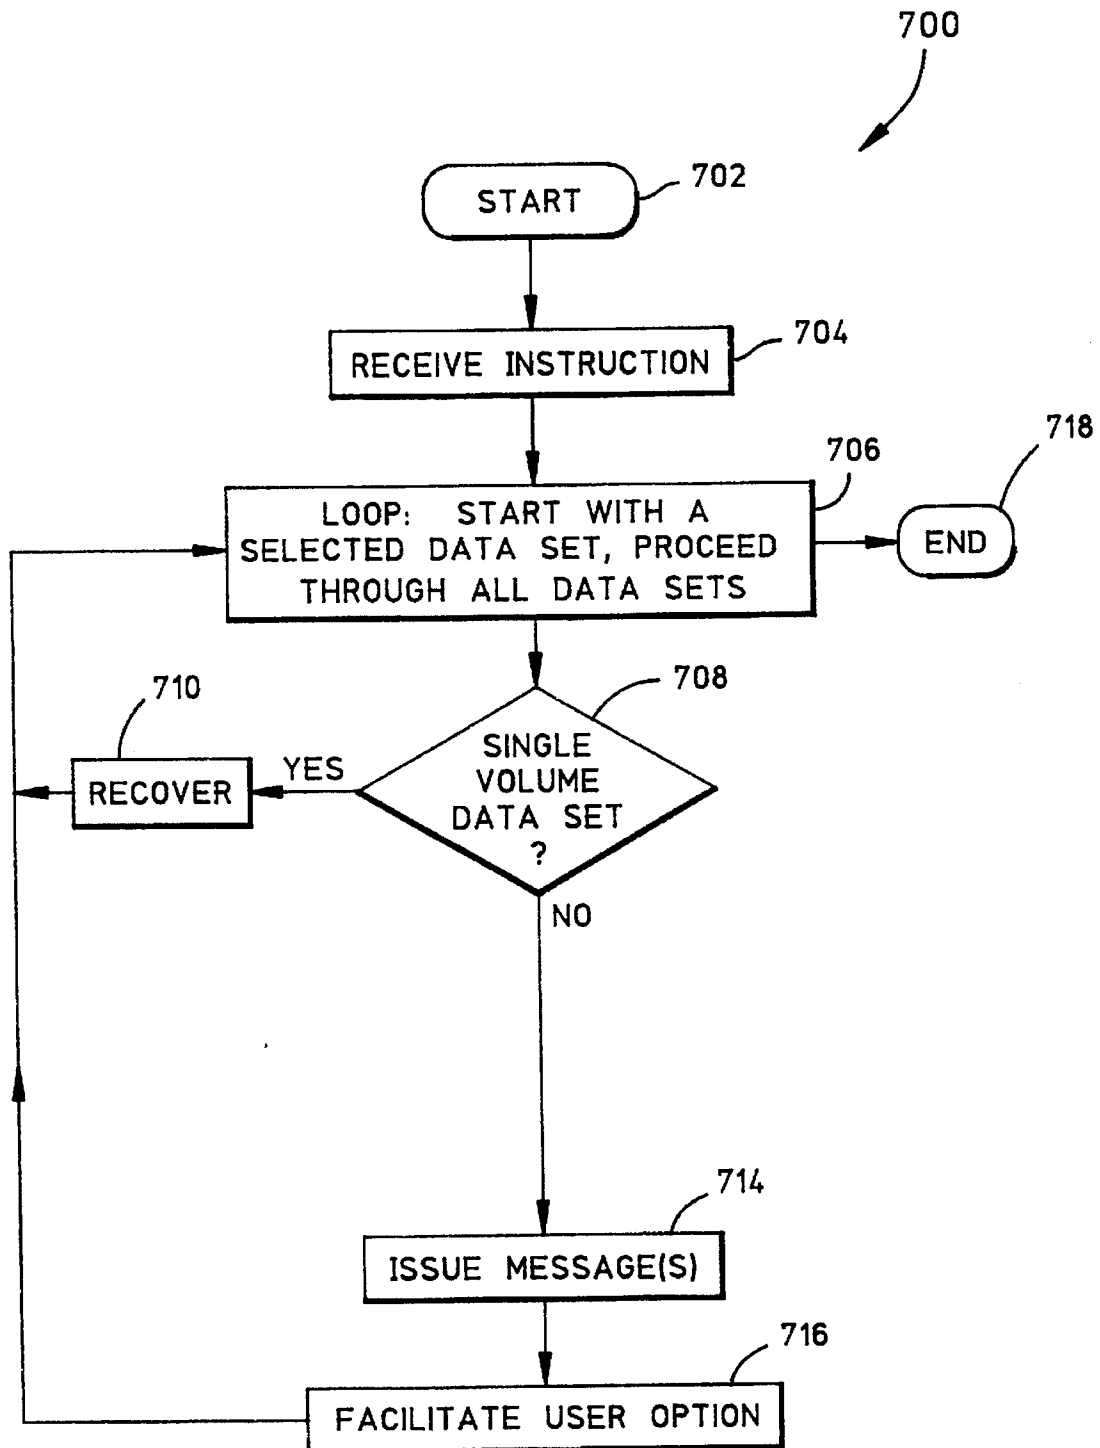 700
START
702
RECEIVE INSTRUCTION
704
LOOP: START WITH A
SELECTED DATA SET, PROCEED
THROUGH ALL DATA SETS
706
END
718
SINGLE
VOLUME
DATA SET
?
708
YES
RECOVER
710
NO
ISSUE MESSAGE(S)
714
FACILITATE USER OPTION
716